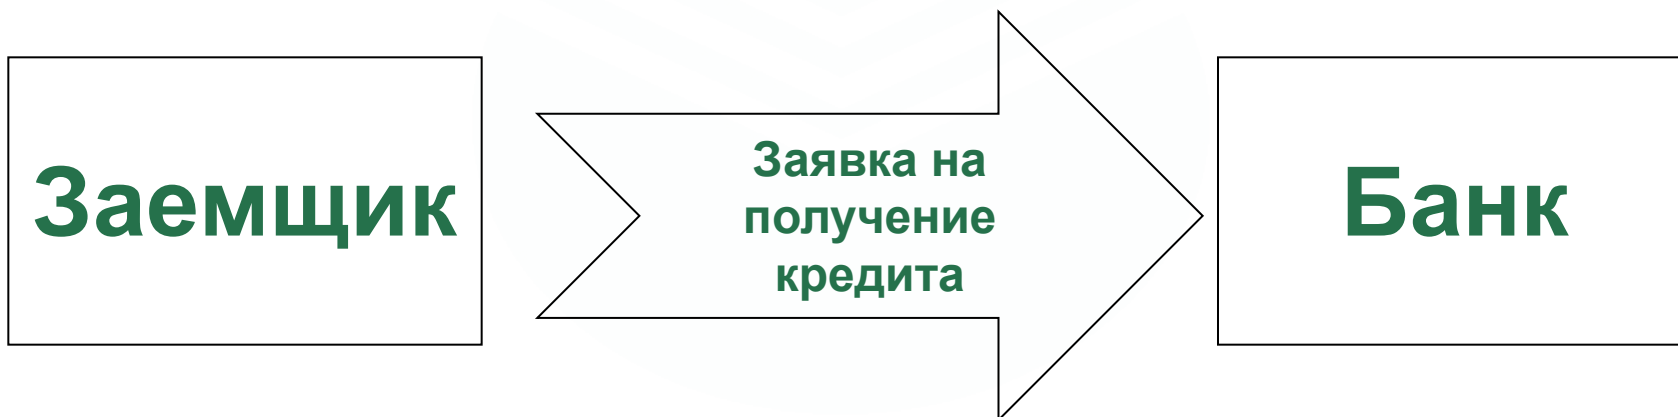 Заемщик
Заявка на
получение
кредита
Банк